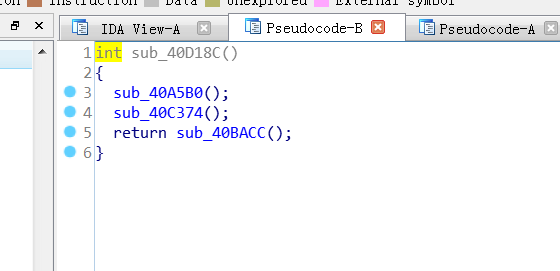 Instruction Data Unexplored External symbol
IDA View-A Pseudocode-B Pseudocode-A
1 int sub_40D18C()
2 {
3 sub_40A5B0();
4 sub_40C374();
5 return sub_40BACC();
6 }